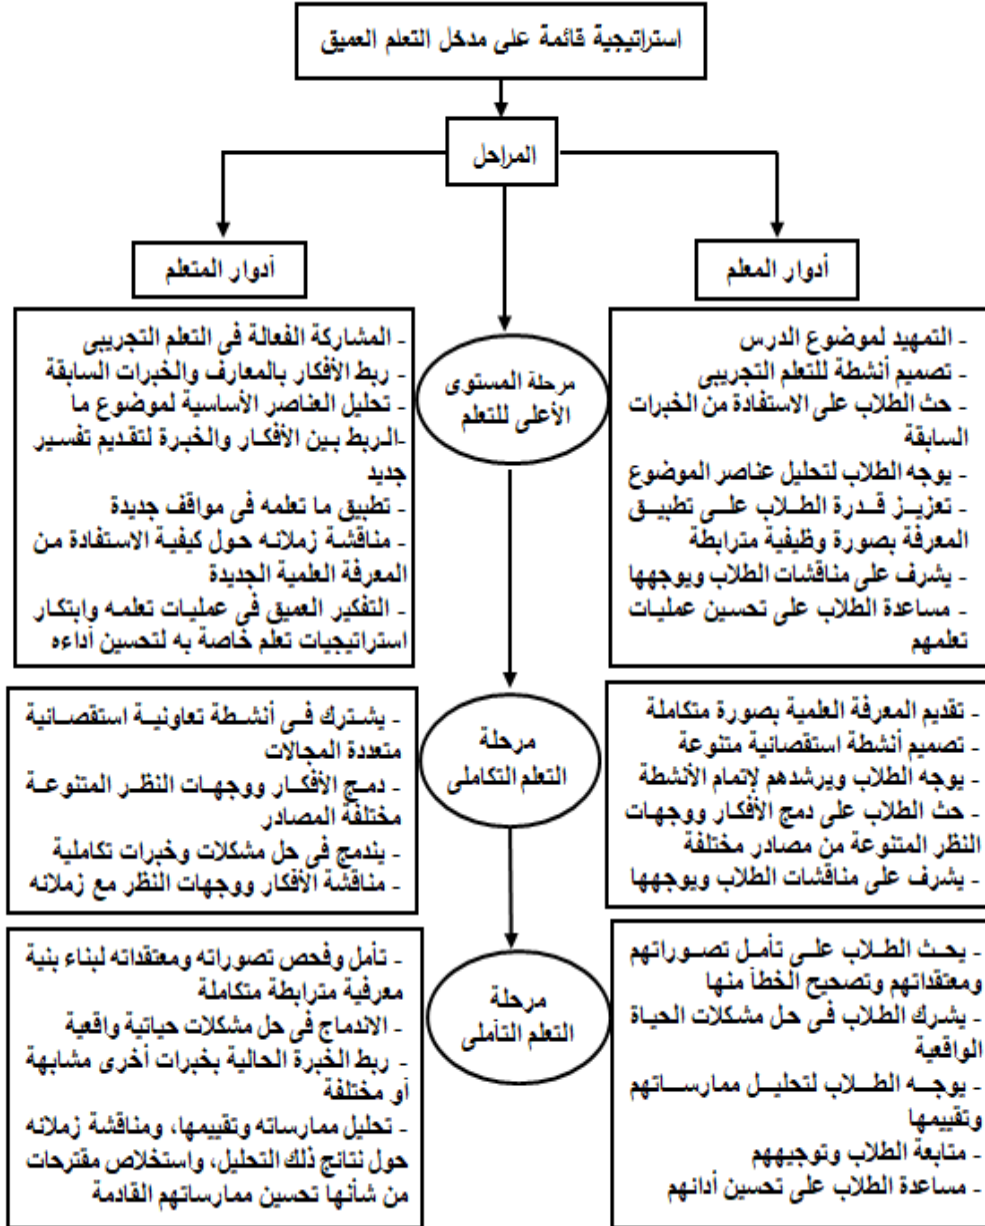 استراتيجية قائمة على مدخل التعلم العميق
المراحل
أدوار المعلم
أدوار المتعلم
مرحلة المستوى
الأعلى للتعلم
- التمهيد لموضوع الدرس
- تصميم أنشطة للتعلم التجريبى
- حث الطلاب على الاستفادة من الخبرات
السابقة
- يوجه الطلاب لتحليل عناصر الموضوع
- تعزيز قدرة الطلاب على تطبيق
المعرفة بصورة وظيفية مترابطة
- يشرف على مناقشات الطلاب ويوجهها
- مساعدة الطلاب على تحسين عمليات
تعلمهم
- المشاركة الفعالة فى التعلم التجريبى
- ربط الأفكار بالمعارف والخبرات السابقة
- تحليل العناصر الأساسية لموضوع ما
-الربط بين الأفكار والخبرة لتقديم تفسير
جديد
- تطبيق ما تعلمه فى مواقف جديدة
- مناقشة زملائه حول كيفية الاستفادة من
المعرفة العلمية الجديدة
- التفكير العميق فى عمليات تعلمه وابتكار
استراتيجيات تعلم خاصة به لتحسين أداءه
مرحلة
التعلم التكاملى
- تقديم المعرفة العلمية بصورة متكاملة
- تصميم أنشطة استقصائية متنوعة
- يوجه الطلاب ويرشدهم لإتمام الأنشطة
- حث الطلاب على دمج الأفكار ووجهات
النظر المتنوعة من مصادر مختلفة
- يشرف على مناقشات الطلاب ويوجهها
- يشترك فى أنشطة تعاونية استقصائية
متعددة المجالات
- دمج الأفكار ووجهات النظر المتنوعة
مختلفة المصادر
- يندمج فى حل مشكلات وخبرات تكاملية
- مناقشة الأفكار ووجهات النظر مع زملائه
مرحلة
التعلم التأملى
- يحث الطلاب على تأمل تصوراتهم
ومعتقداتهم وتصحيح الخطأ منها
- يشرك الطلاب فى حل مشكلات الحياة
الواقعية
- يوجه الطلاب لتحليل ممارساتهم
وتقييمها
- متابعة الطلاب وتوجيههم
- مساعدة الطلاب على تحسين أدائهم
- تأمل وفحص تصوراته ومعتقداته لبناء بنية
معرفية مترابطة متكاملة
- الاندماج فى حل مشكلات حياتية واقعية
- ربط الخبرة الحالية بخبرات أخرى مشابهة
أو مختلفة
- تحليل ممارساته وتقييمها، ومناقشة زملائه
حول نتائج ذلك التحليل، واستخلاص مقترحات
من شأنها تحسين ممارساتهم القادمة